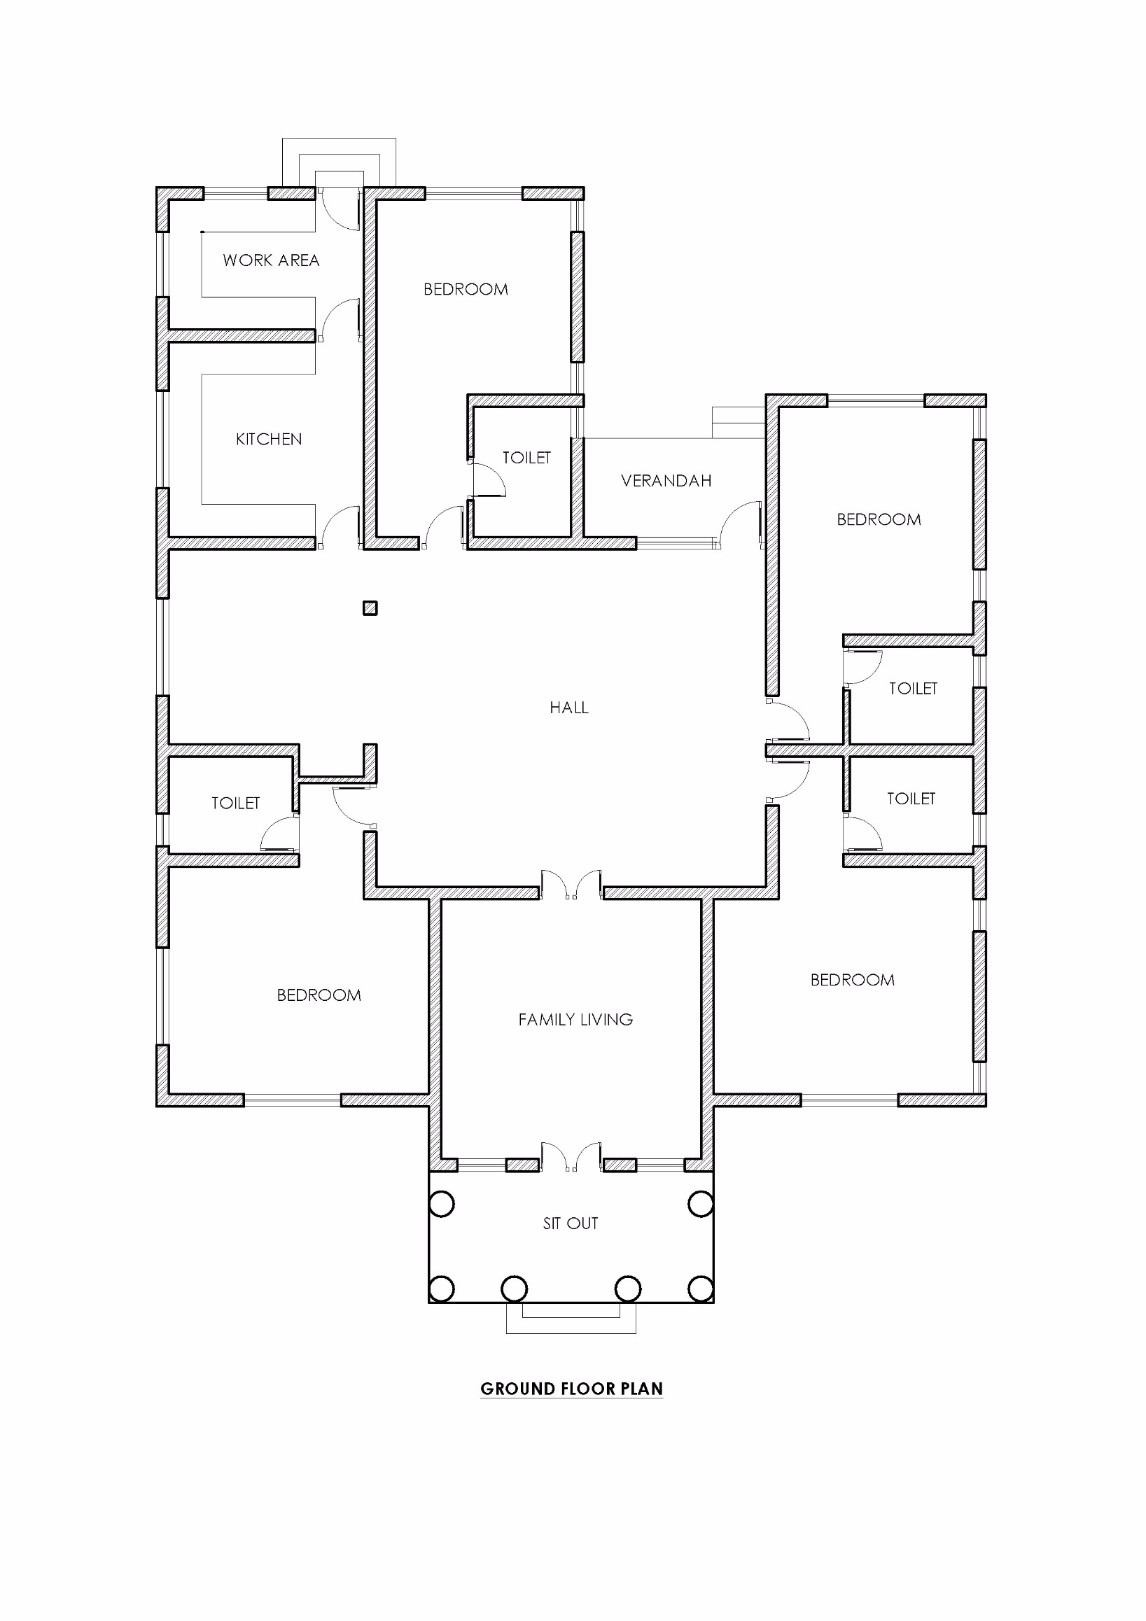 WORK AREA
BEDROOM
KITCHEN
TOILET
VERANDAH
BEDROOM
TOILET
HALL
TOILET
TOILET
BEDROOM
BEDROOM
FAMILY LIVING
SIT OUT
GROUND FLOOR PLAN